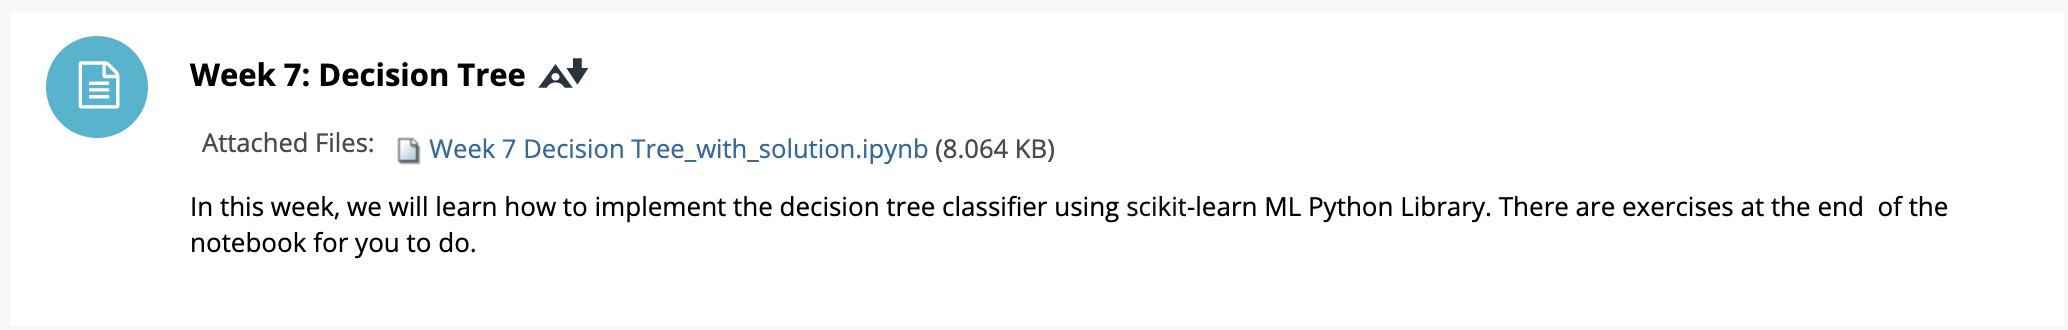 Week 7: Decision Tree
Attached Files: Week 7 Decision Tree_with_solution.ipynb (8.064 KB)
In this week, we will learn how to implement the decision tree classifier using scikit-learn ML Python Library. There are exercises at the end  of the
notebook for you to do.